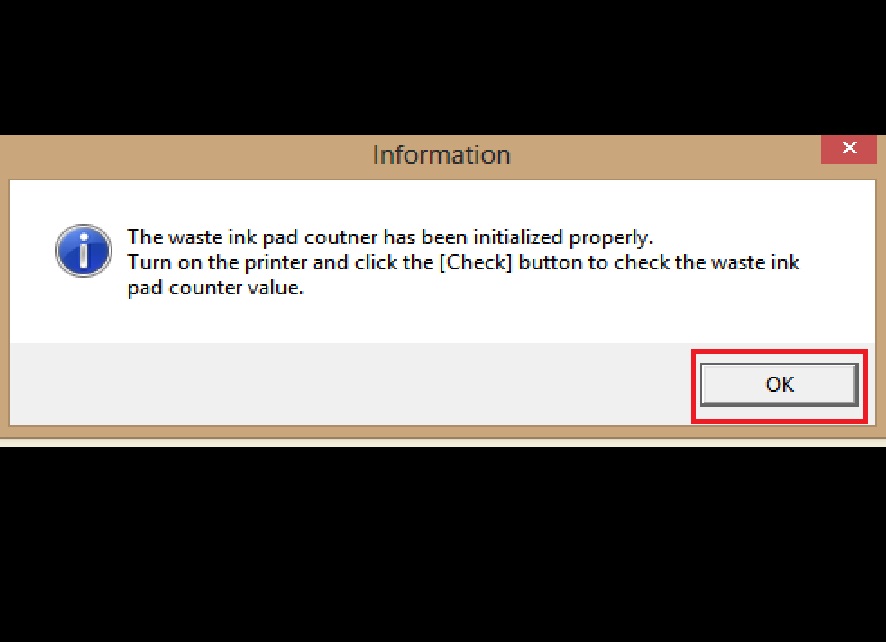 Information
The waste ink pad coutner has been initialized properly.
Turn on the printer and click the [Check] button to check the waste ink
pad counter value.
OK